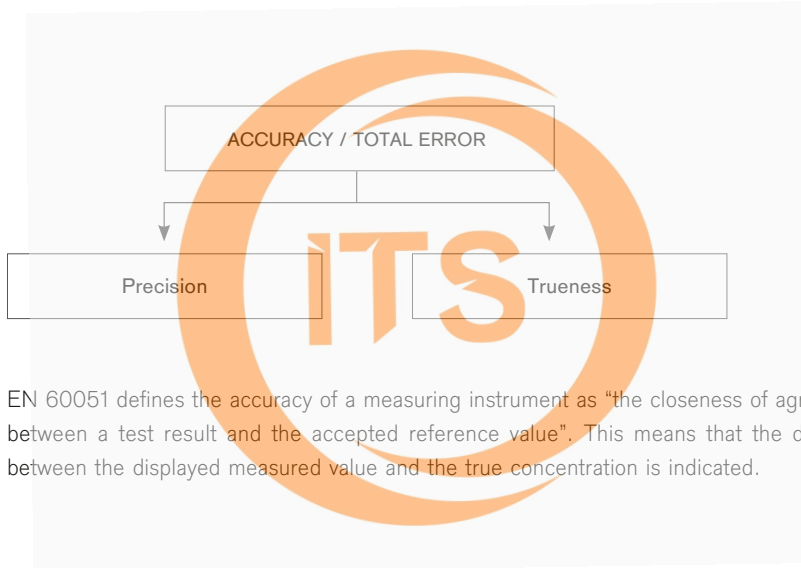 ACCURACY / TOTAL ERROR
Precision
Trueness
ITS
EN 60051 defines the accuracy of a measuring instrument as “the closeness of
between a test result and the accepted reference value”. This means that the
between the displayed measured value and the true concentration is indicated.